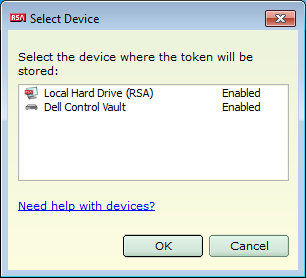 RSA Select Device
Select the device where the token will be
stored:
Local Hard Drive (RSA) Enabled
Dell Control Vault Enabled
Need help with devices?
OK Cancel